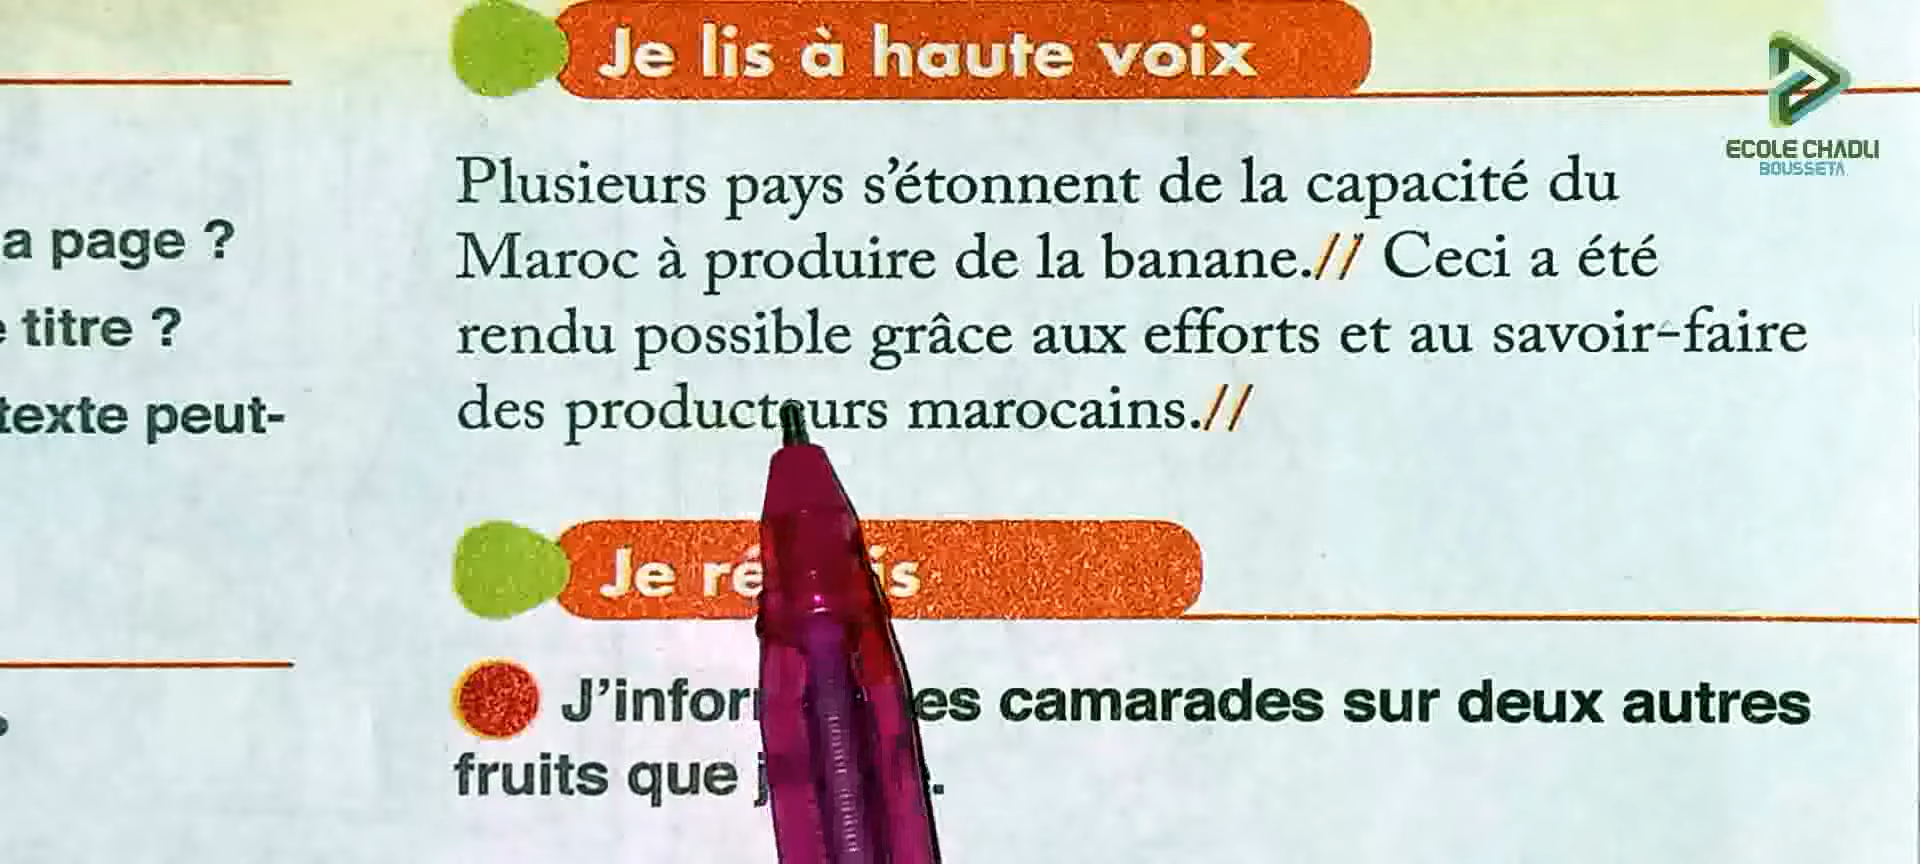 Je lis à haute voix
ECOLE CHADLI
BOUSSETA
Plusieurs pays s'étonnent de la capacité du
Maroc à produire de la banane.// Ceci a été
rendu possible grâce aux efforts et au savoir-faire
des producteurs marocains.//
a page ?
titre ?
texte peut-
Je
camarades sur deux autres
fruits que